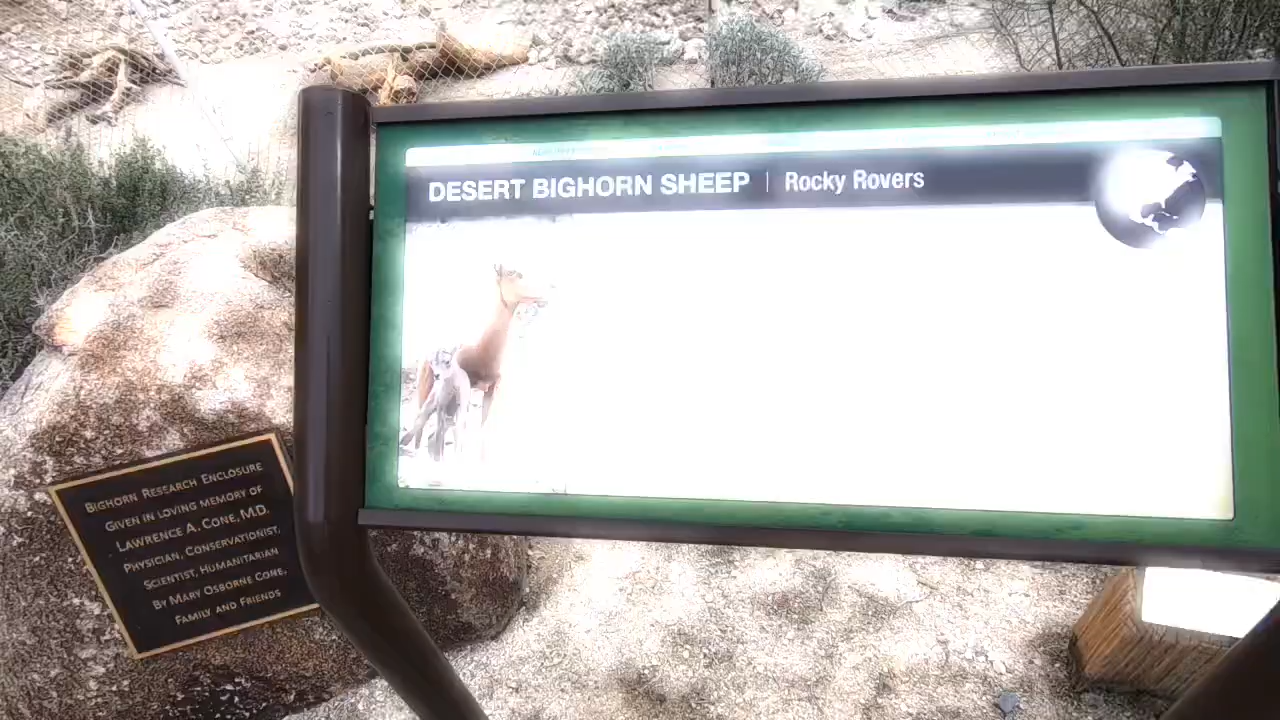 DESERT BIGHORN SHEEP | Rocky Rovers
BIGHORN RESEARCH ENCLOSURE
GIVEN IN LOVING MEMORY OF
LAWRENCE A. CONE, M.D.
PHYSICIAN, CONSERVATIONIST,
SCIENTIST, HUMANITARIAN
BY MARY OSBORNE CONE,
FAMILY AND FRIENDS